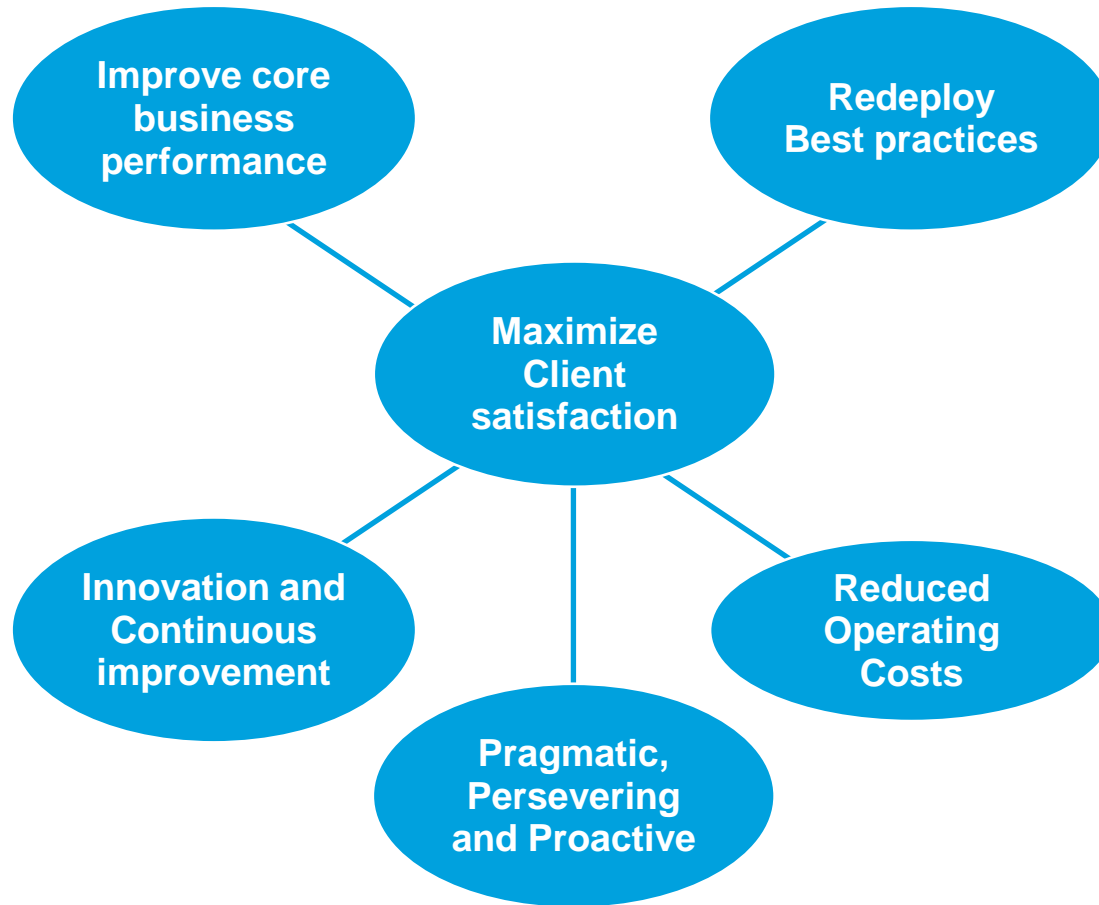 Improve core
business
performance
Redeploy
Best practices
Maximize
Client
satisfaction
Innovation and
Continuous
improvement
Reduced
Operating
Costs
Pragmatic,
Persevering
and Proactive